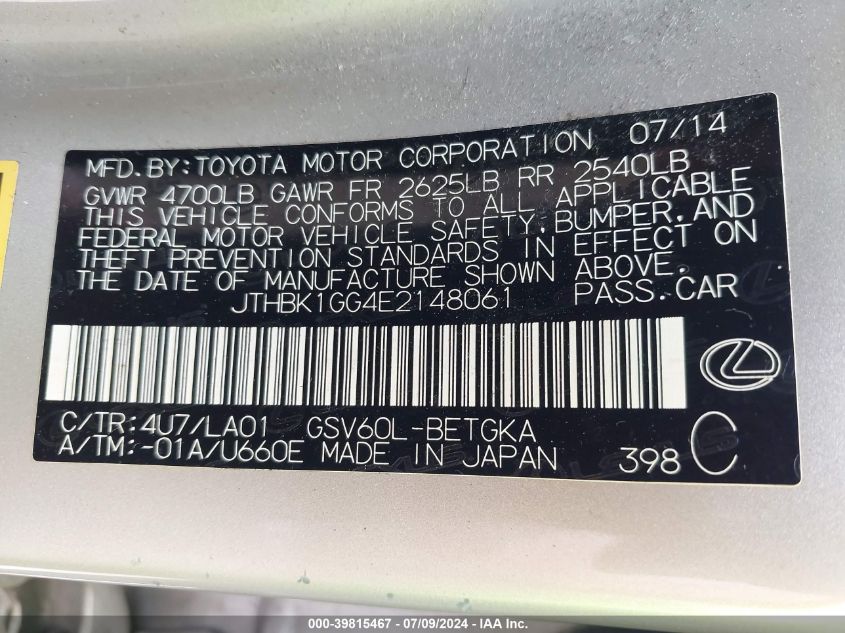 MFD.BY:TOYOTA MOTOR CORPORATION 07/14
GVWR 4700LB GAWR FR 2625LB RR 2540LB
THIS VEHICLE CONFORMS TO ALL APPLICABLE
FEDERAL MOTOR VEHICLE SAFETY,BUMPER,AND
THEFT PREVENTION STANDARDS IN EFFECT ON
THE DATE OF MANUFACTURE SHOWN ABOVE.
JTHBK1GG4E2148061 PASS.CAR
C/TR:4U7/LA01 GSV60L-BETGKA
A/TM:-01A/U660E MADE IN JAPAN 398 C
000-39815467 - 07/09/2024 - IAA Inc.